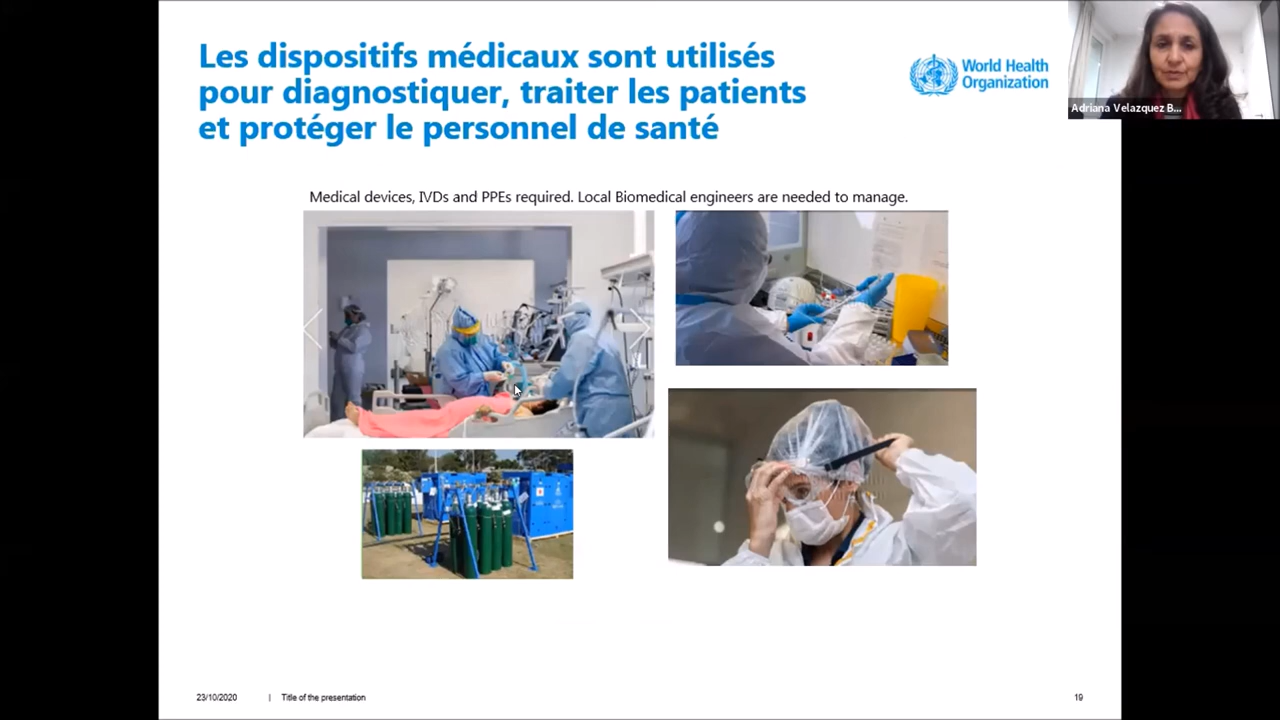 Les dispositifs médicaux sont utilisés
pour diagnostiquer, traiter les patients
et protéger le personnel de santé
World Health
Organization
Adriana Velazquez B...
Medical devices, IVDs and PPEs required. Local Biomedical engineers are needed to manage.
23/10/2020 | Title of the presentation 19